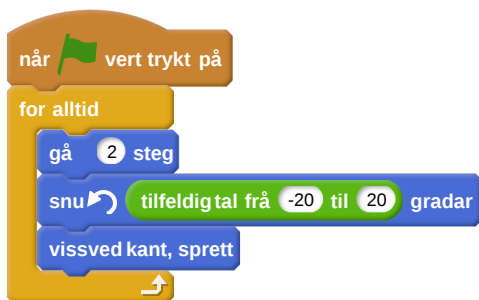 når vert trykt på
for alltid
gå 2 steg
snu tilfeldig tal frå -20 til 20 gradar
vissved kant, sprett